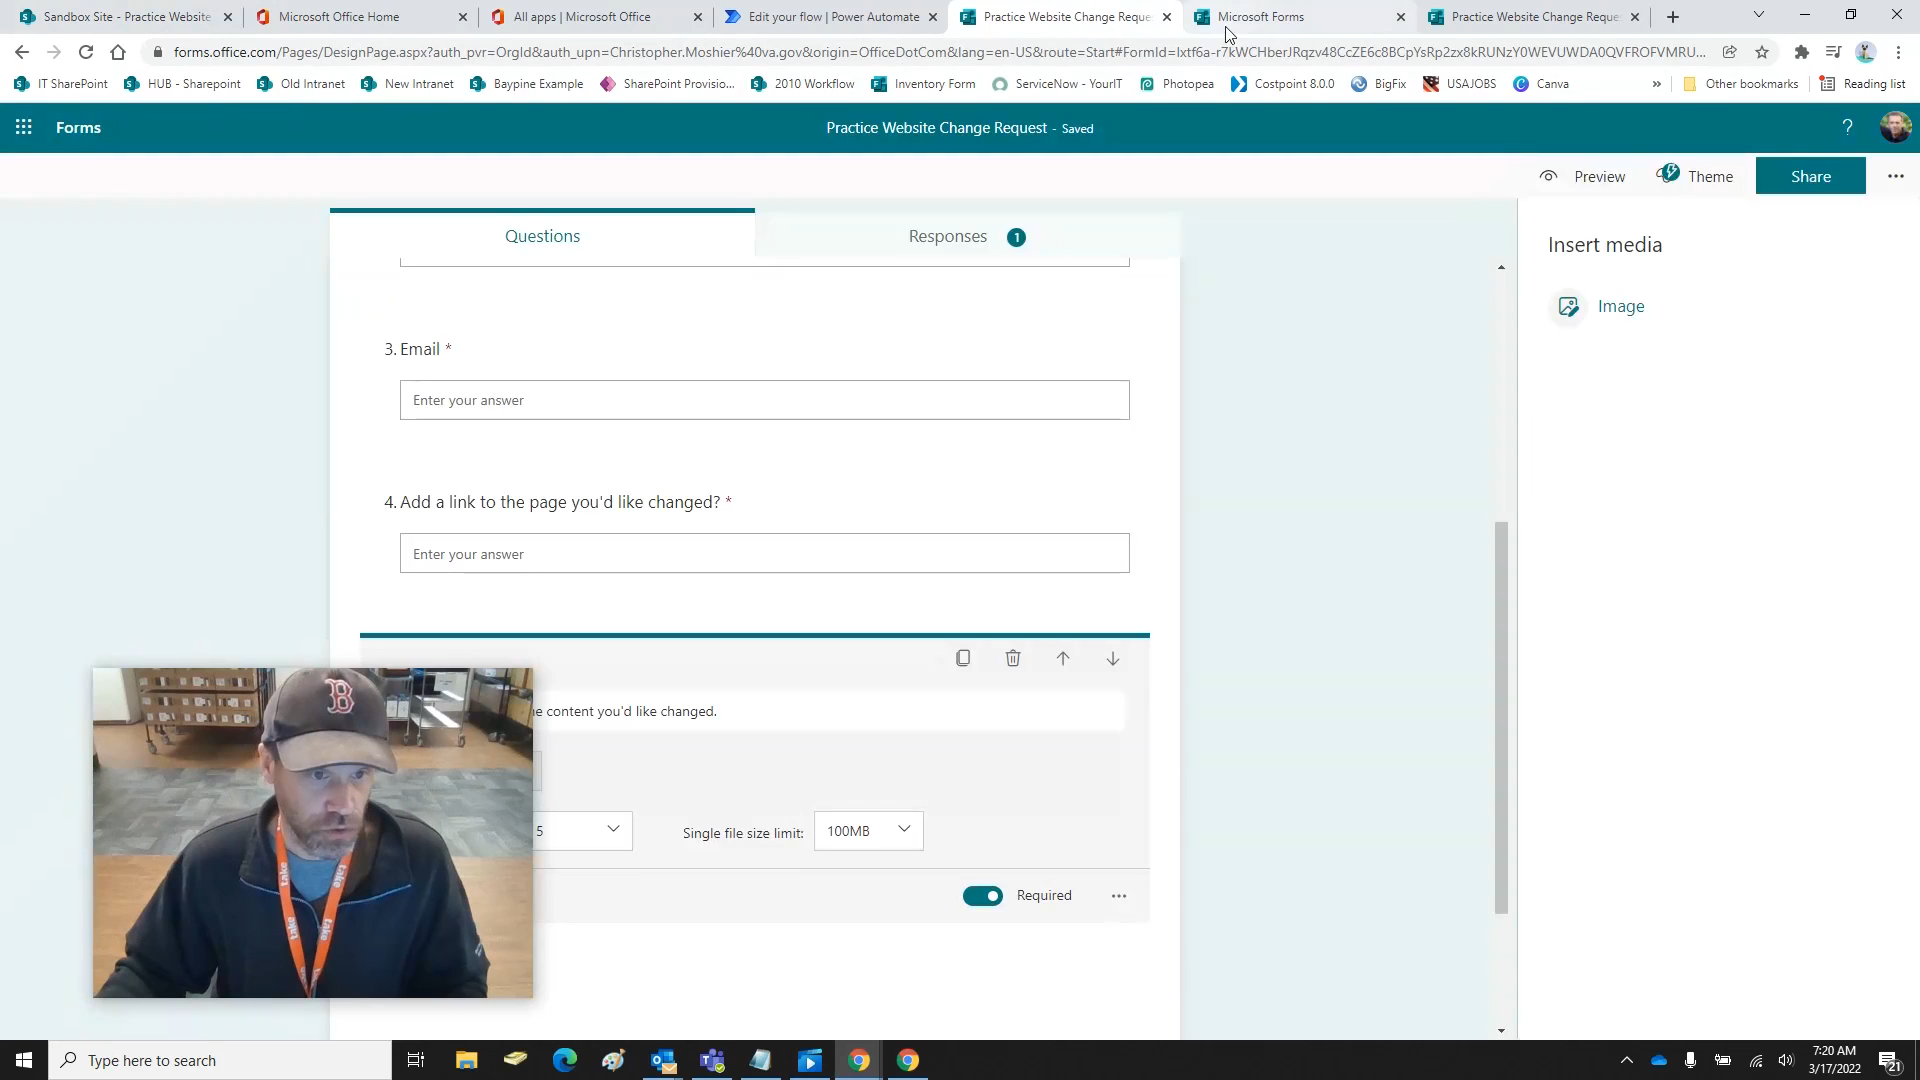 Sandbox Site - Practice Website
Microsoft Office Home
All apps | Microsoft Office
Edit your flow | Power Automate
Practice Website Change Reque
Microsoft Forms
Practice Website Change Reque
forms.office.com/Pages/DesignPage.aspx?auth_pvr=OrgId&auth_upn=Christopher.Moshier%40va.gov&origin=OfficeDotCom&lang=en-US&route=Start#FormId=lxtf6a-r7kWCHberJRqzv48CcZE6c8BCpYsRp2zx8kRUNzY0WEVUWDA0QVFROFVMRU...
IT SharePoint
HUB - Sharepoint
Old Intranet
New Intranet
Baypine Example
SharePoint Provisio...
2010 Workflow
Inventory Form
ServiceNow - YourIT
Photopea
Costpoint 8.0.0
BigFix
USAJOBS
Canva
»
Other bookmarks
Reading list
Forms
Practice Website Change Request - Saved
?
Preview
Theme
Share
Questions
Responses 1
Insert media
Image
3. Email *
Enter your answer
4. Add a link to the page you'd like changed? *
Enter your answer
e content you'd like changed.
5
Single file size limit:
100MB
Required
B
take
take
take
take
Type here to search
7:20 AM
3/17/2022
21